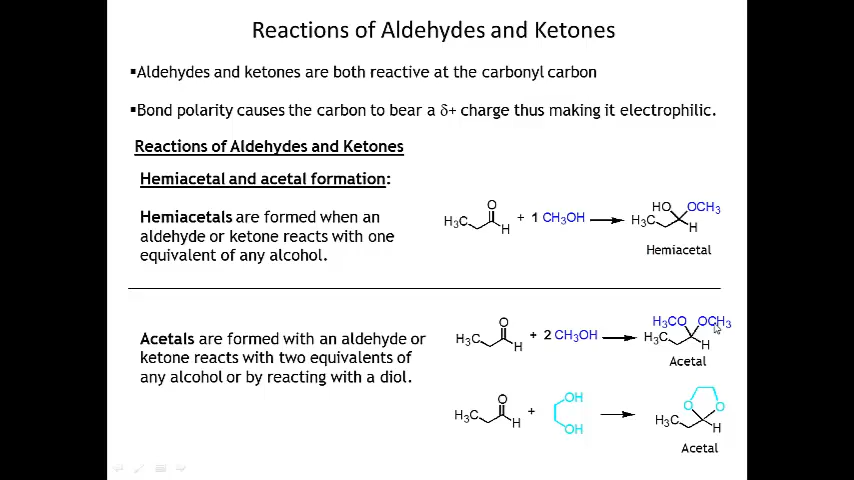 Reactions of Aldehydes and Ketones
▪Aldehydes and ketones are both reactive at the carbonyl carbon
▪Bond polarity causes the carbon to bear a δ+ charge thus making it electrophilic.
Reactions of Aldehydes and Ketones
Hemiacetal and acetal formation:
Hemiacetals are formed when an
aldehyde or ketone reacts with one
equivalent of any alcohol.
O
H₃C
H
+ 1 CH₃OH
HO OCH₃
H₃C
H
Hemiacetal
Acetals are formed with an aldehyde or
ketone reacts with two equivalents of
any alcohol or by reacting with a diol.
O
H₃C
H
+ 2 CH₃OH
H₃CO OCH₃
H₃C
H
Acetal
O
H₃C
H
+
OH
OH
O O
H₃C
H
Acetal